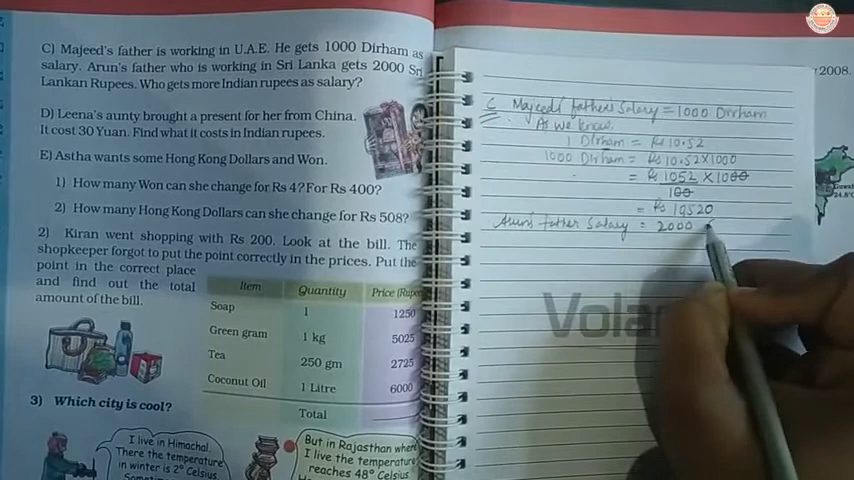 C) Majeed's father is working in U.A.E. He gets 1000 Dirham as
salary. Arun's father who is working in Sri Lanka gets 2000 Sri
Lankan Rupees. Who gets more Indian rupees as salary?
D) Leena's aunty brought a present for her from China.
It cost 30 Yuan. Find what it costs in Indian rupees.
E) Astha wants some Hong Kong Dollars and Won.
1) How many Won can she change for Rs 4? For Rs 400?
2) How many Hong Kong Dollars can she change for Rs 508?
2) Kiran went shopping with Rs 200. Look at the bill. The
shopkeeper forgot to put the point correctly in the prices. Put the
point in the correct place
and find out the total
amount of the bill.
Item Quantity Price (Rupee
Soap 1 1250
Green gram 1 kg 5025
Tea 250 gm 2725
Coconut Oil 1 Litre 6000
Total
3) Which city is cool?
I live in Himachal.
There the temperature
in winter is 2° Celsius
But in Rajasthan where
I live the temperature
reaches 48° Celsius
C Majeed's father's Salary = 1000 Dirham
As we know,
1 Dirham = Rs 10.52
1000 Dirham = Rs 10.52 × 1000
= Rs 1052 × 1000
100
= Rs 10520
Arun's father Salary = 2000
2008.
24.8°C
Vola